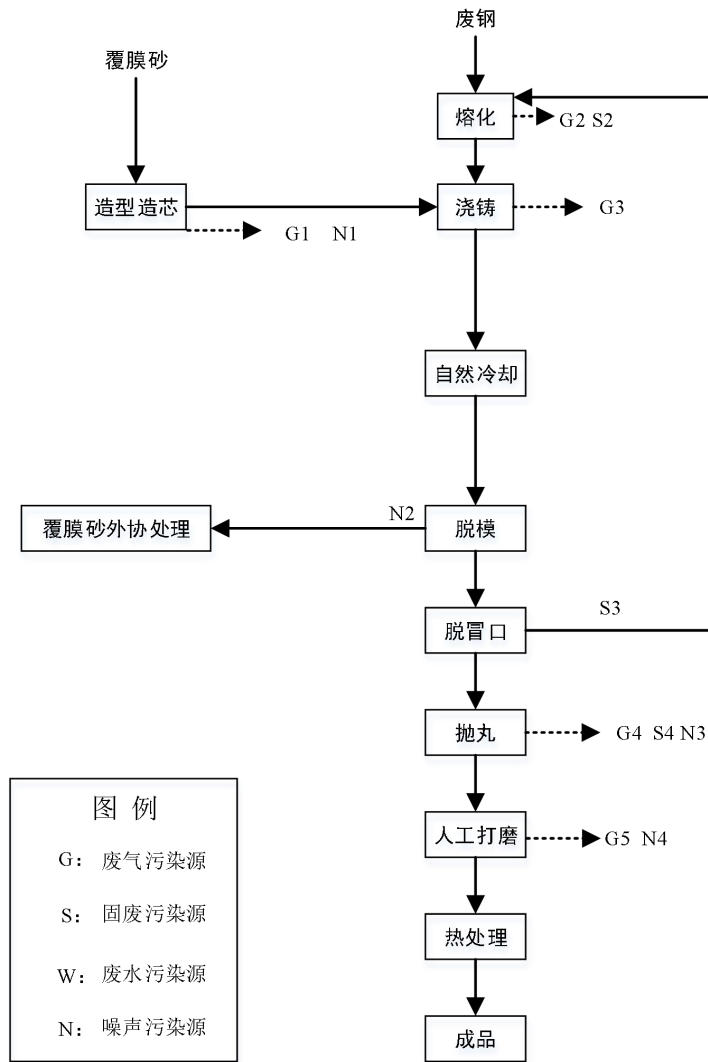 废钢
覆膜砂
熔化
G2 S2
造型造芯
浇铸
G3
G1 N1
自然冷却
N2
覆膜砂外协处理
脱模
S3
脱冒口
抛丸
G4 S4 N3
人工打磨
G5 N4
热处理
成品
图 例
G： 废气污染源
S： 固废污染源
W： 废水污染源
N： 噪声污染源